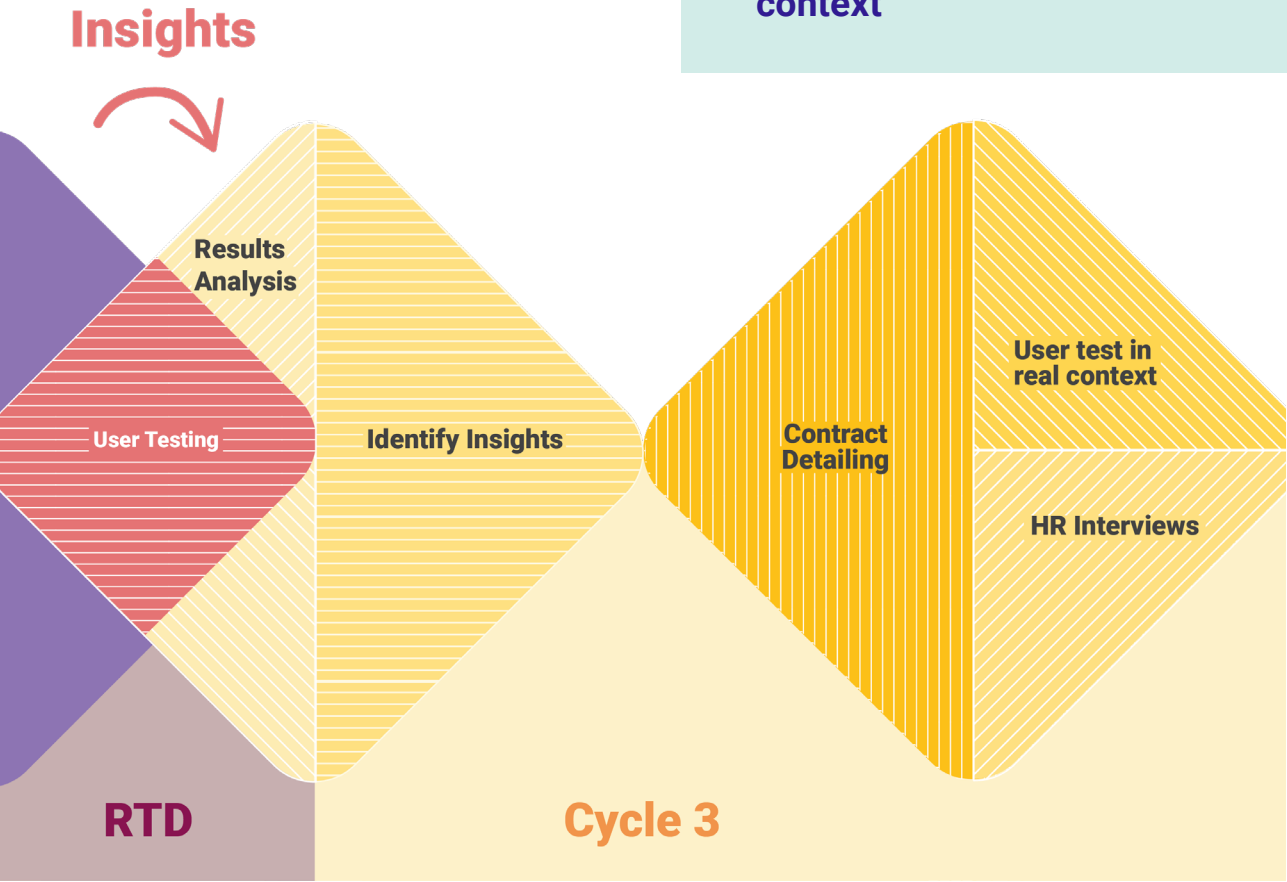 Insights
context
Results
Analysis
User Testing
Identify Insights
Contract
Detailing
User test in
real context
HR Interviews
RTD
Cycle 3